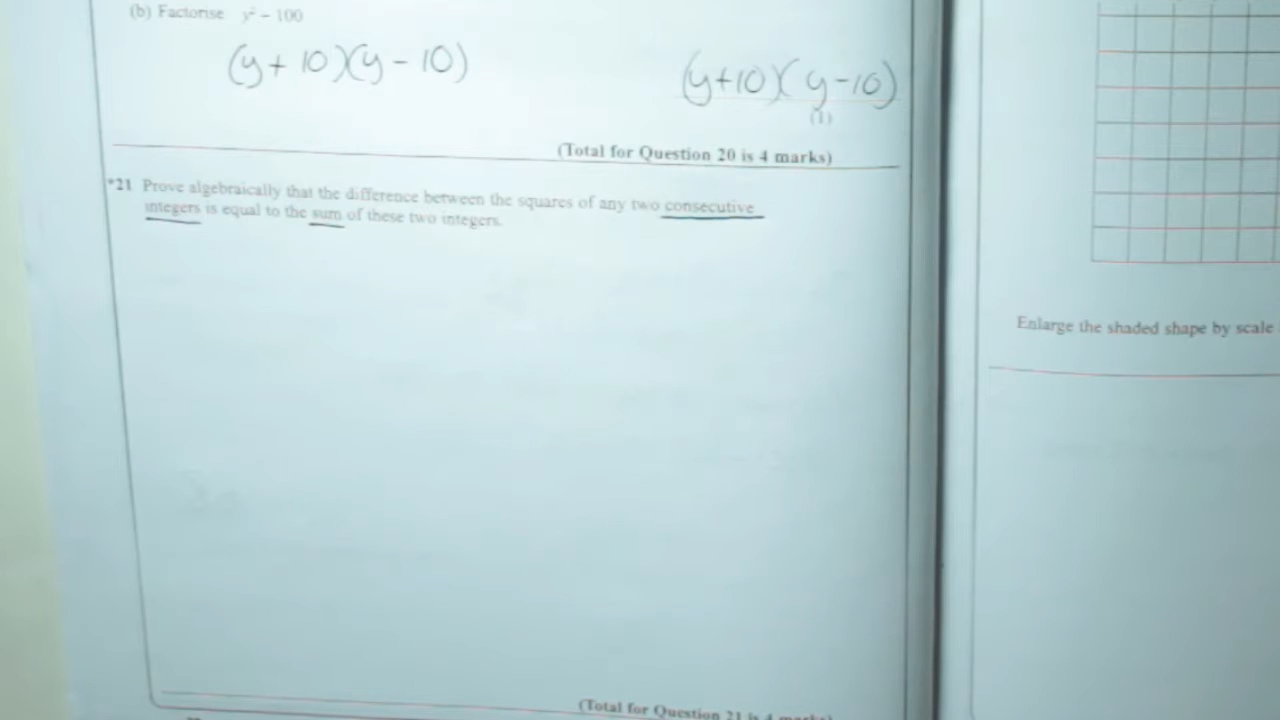 (b) Factorise y² – 100
(y + 10)(y – 10)
(y+10)(y–10)
(1)
(Total for Question 20 is 4 marks)
*21 Prove algebraically that the difference between the squares of any two consecutive
integers is equal to the sum of these two integers.
(Total for Question 21 is 4 marks)
Enlarge the shaded shape by scale